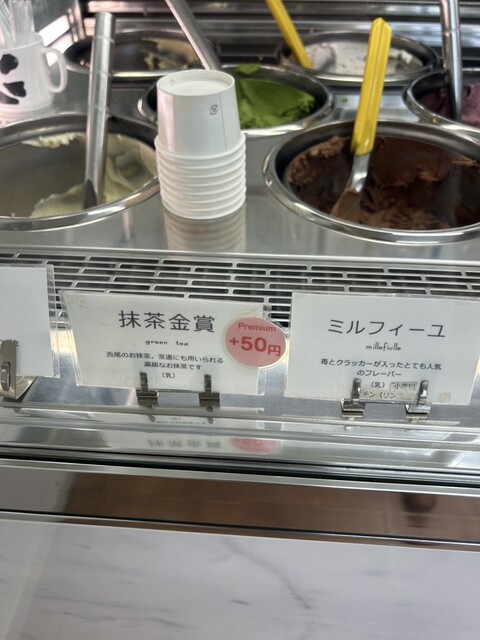 抹茶金賞
green tea
西尾のお抹茶。茶道にも用いられる
高級なお抹茶です
(乳)
Premium
+50円
ミルフィーユ
millefiulle
苺とクラッカーが入ったとても人気
のフレーバー
(乳) 小麦